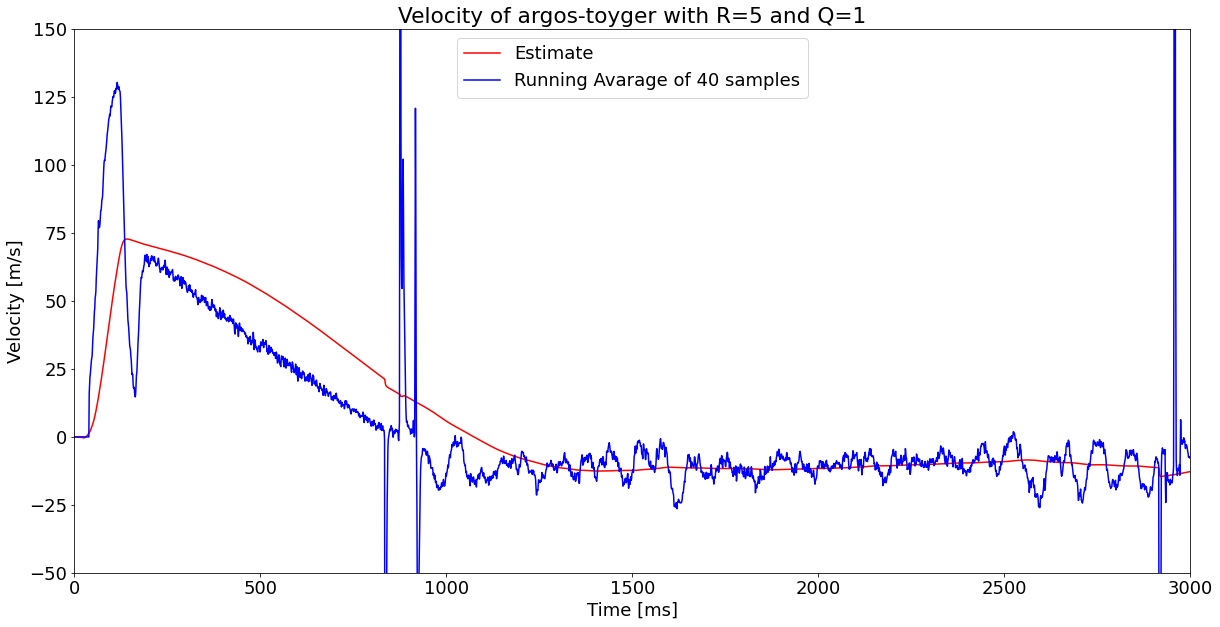 Velocity of argos-toyger with R=5 and Q=1
150
125
100
75
50
25
0
−25
−50
Velocity [m/s]
Estimate
Running Avarage of 40 samples
0 500 1000 1500 2000 2500 3000
Time [ms]